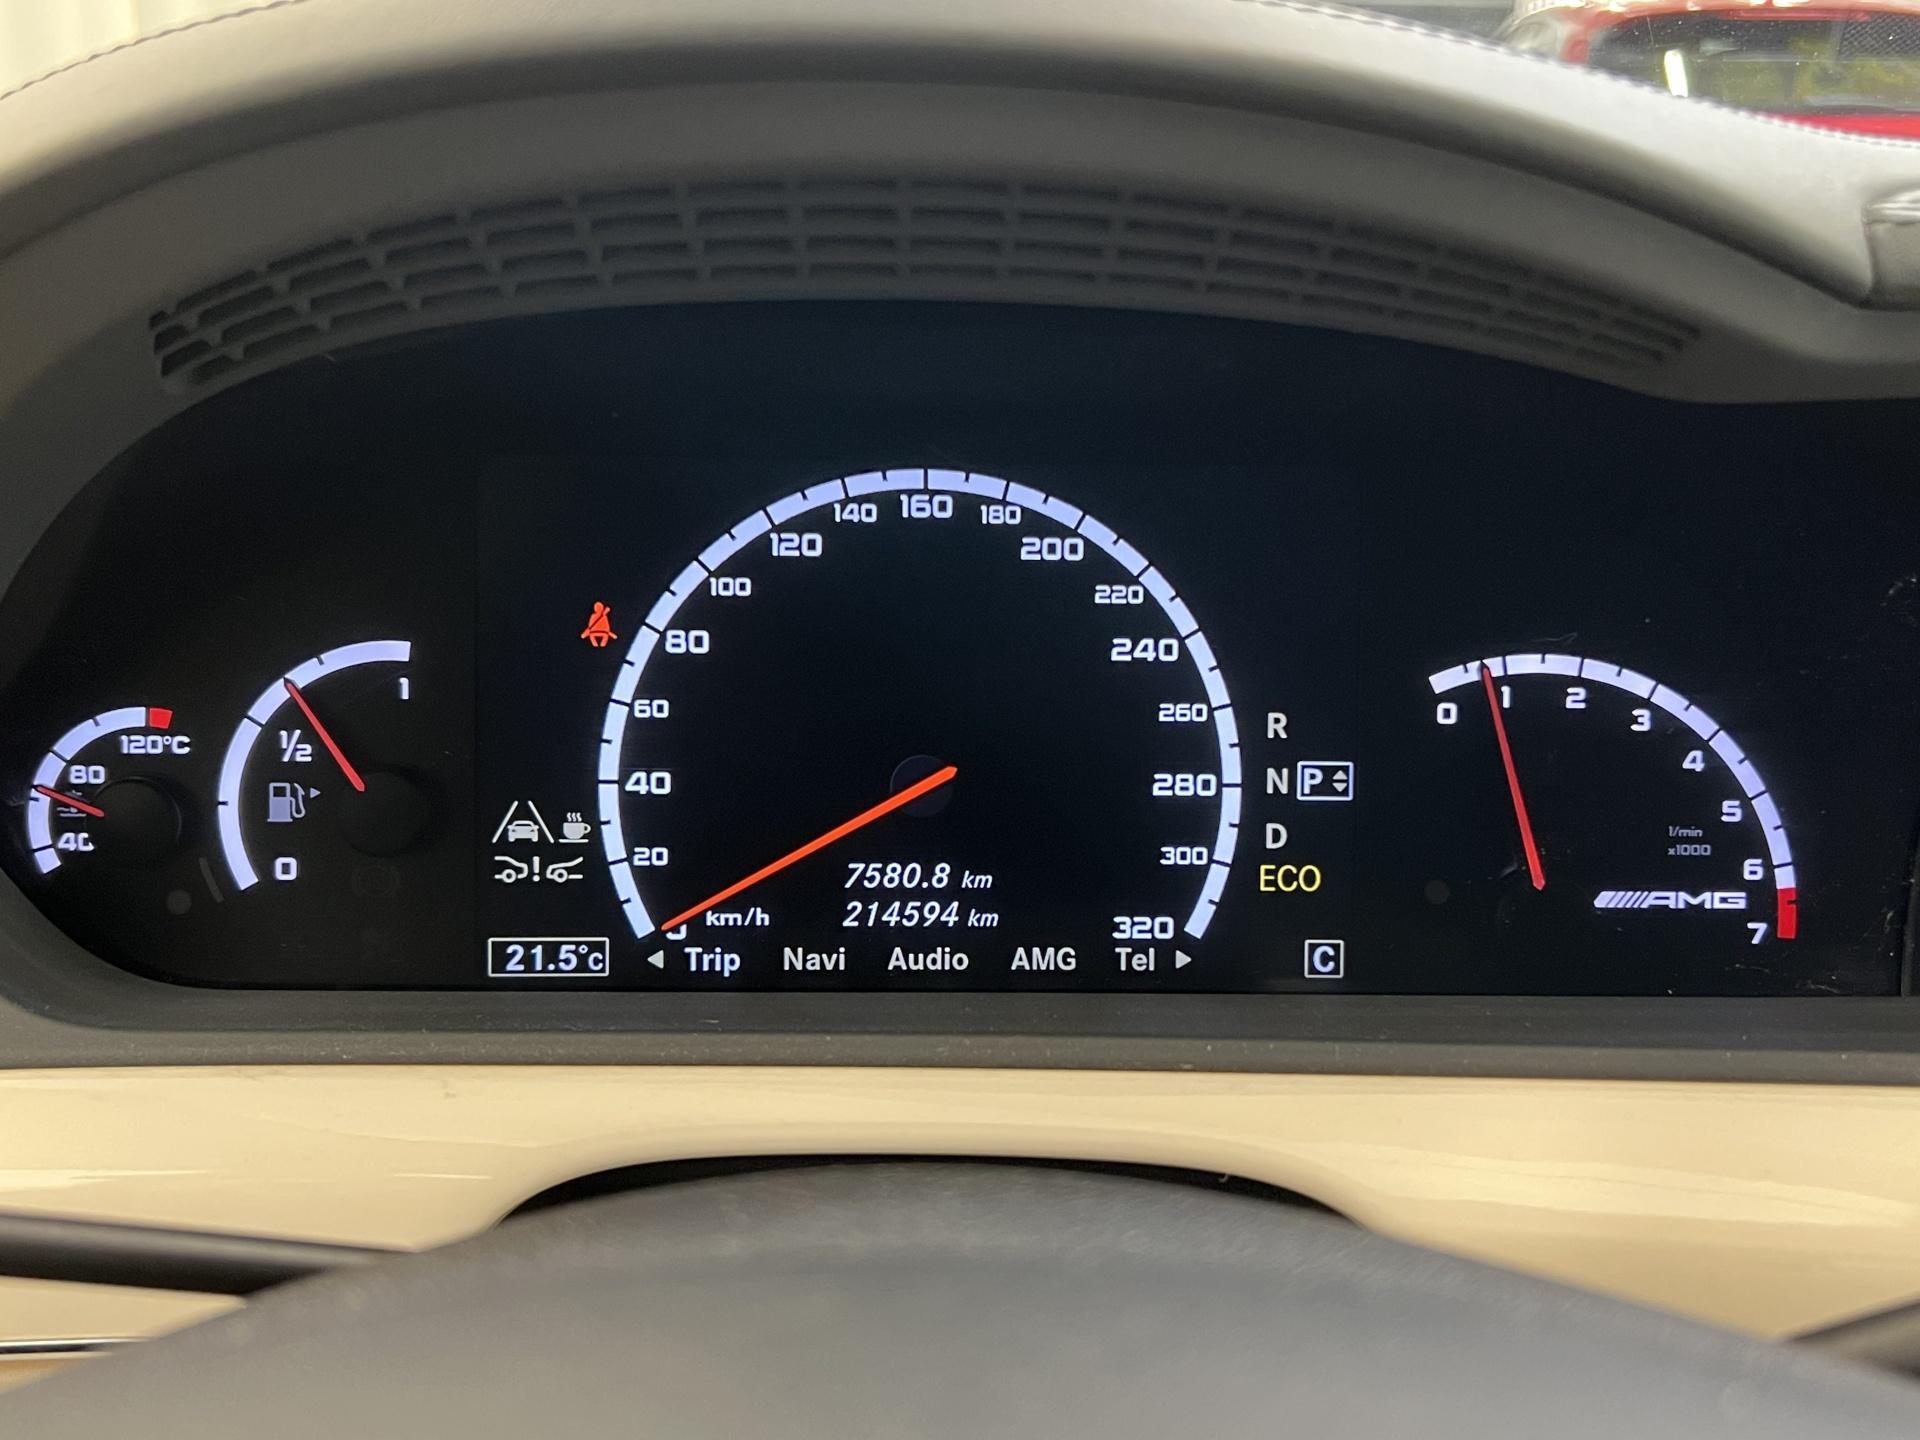 120°C
80
40
1
1/2
0
160
140
180
120
200
100
220
80
240
60
260
40
280
20
300
0
km/h
320
7580.8 km
214594 km
21.5°C
Trip Navi Audio AMG Tel
R
N P
D
ECO
C
0
1
2
3
4
5
6
7
1/min
x1000
AMG